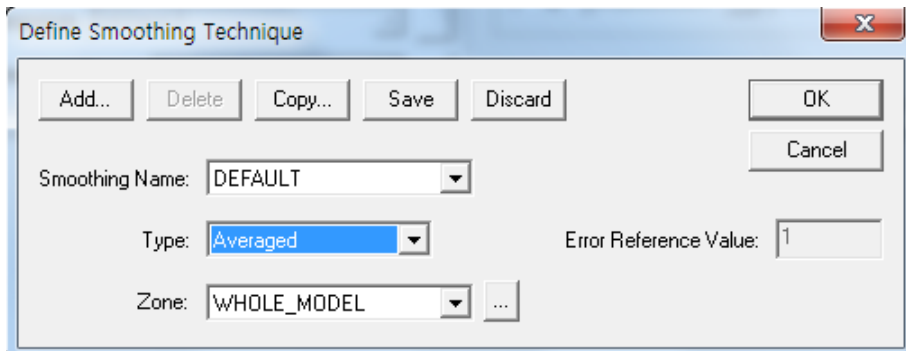 Define Smoothing Technique
Add... Delete Copy... Save Discard OK
Cancel
Smoothing Name: DEFAULT
Type: Averaged Error Reference Value: 1
Zone: WHOLE_MODEL ...